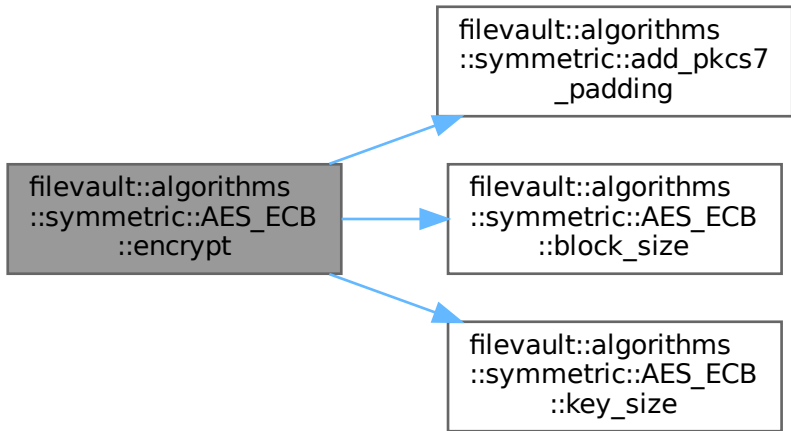 filevault::algorithms
::symmetric::AES_ECB
::encrypt
filevault::algorithms
::symmetric::add_pkcs7
_padding
filevault::algorithms
::symmetric::AES_ECB
::block_size
filevault::algorithms
::symmetric::AES_ECB
::key_size